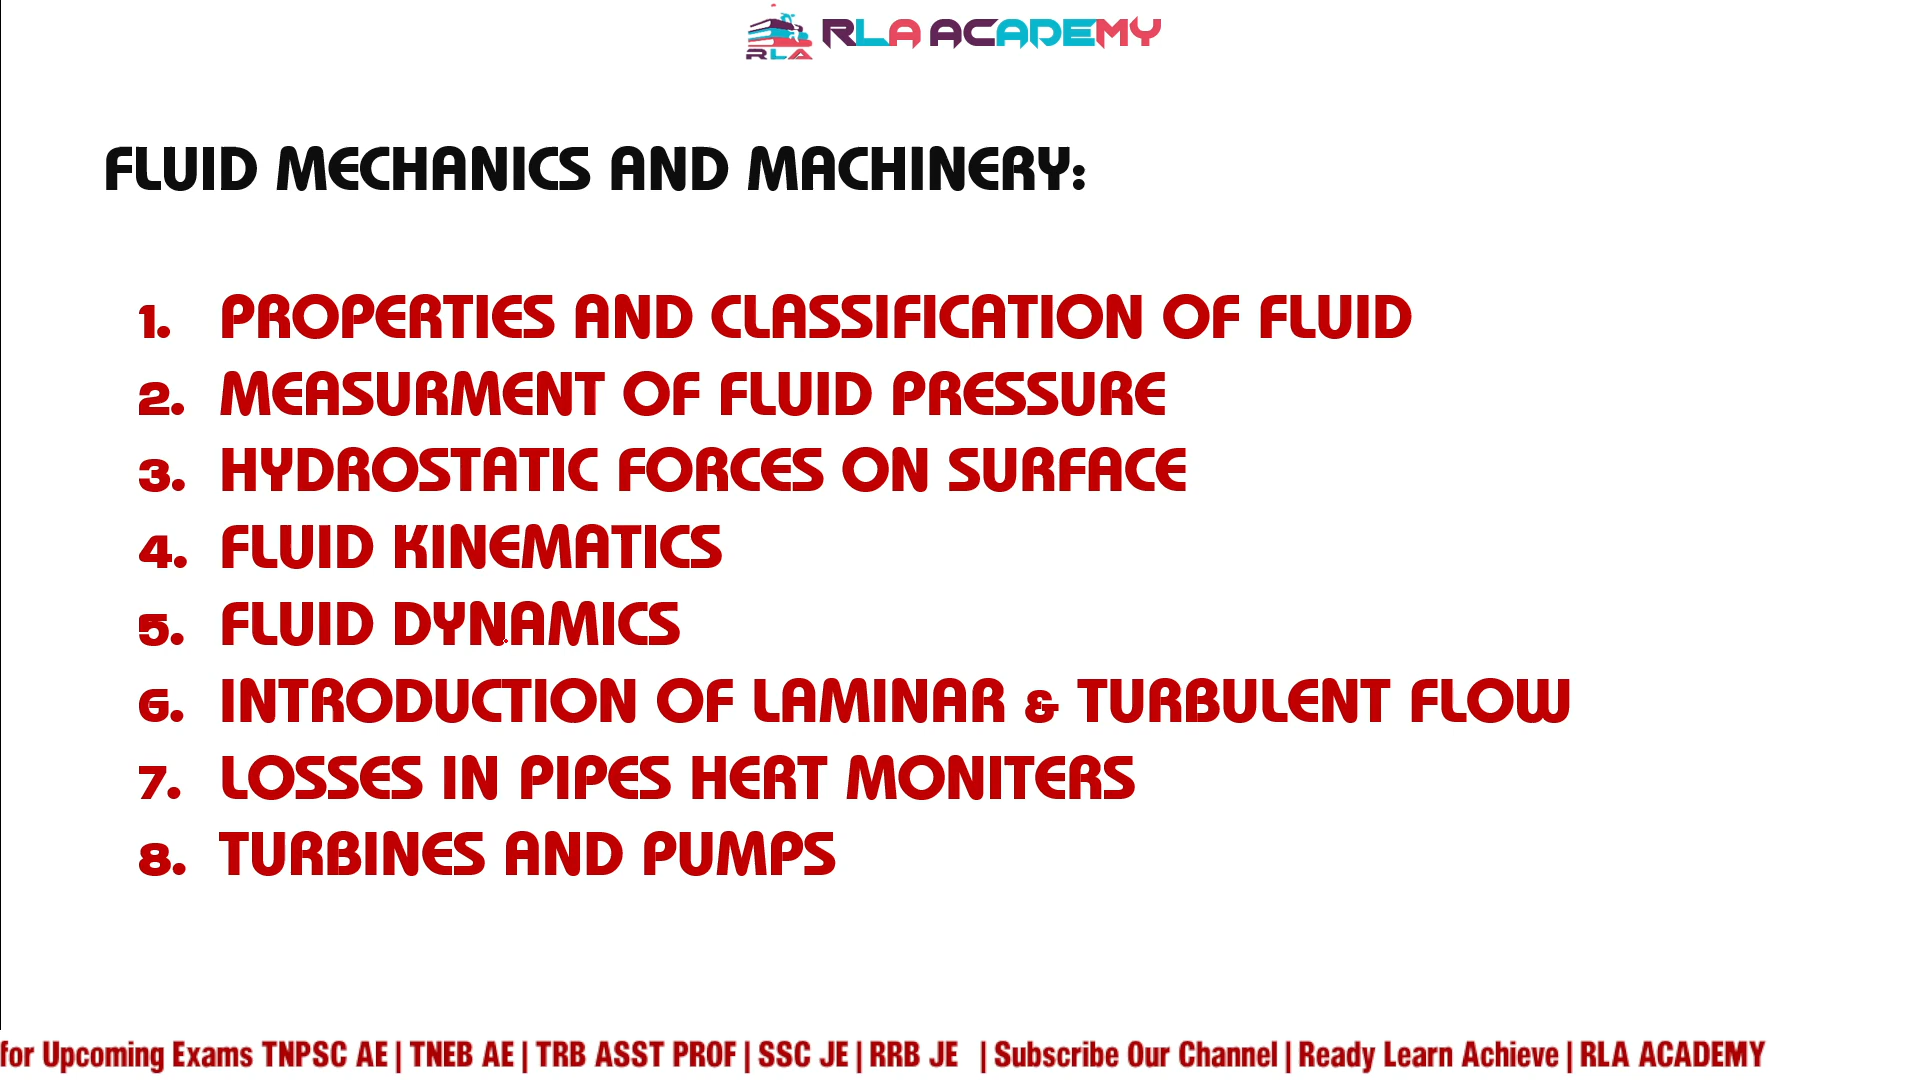 RLA
RLA ACADEMY
FLUID MECHANICS AND MACHINERY:
1. PROPERTIES AND CLASSIFICATION OF FLUID
2. MEASURMENT OF FLUID PRESSURE
3. HYDROSTATIC FORCES ON SURFACE
4. FLUID KINEMATICS
5. FLUID DYNAMICS
6. INTRODUCTION OF LAMINAR & TURBULENT FLOW
7. LOSSES IN PIPES HERT MONITERS
8. TURBINES AND PUMPS
for Upcoming Exams TNPSC AE | TNEB AE | TRB ASST PROF | SSC JE | RRB JE | Subscribe Our Channel | Ready Learn Achieve | RLA ACADEMY